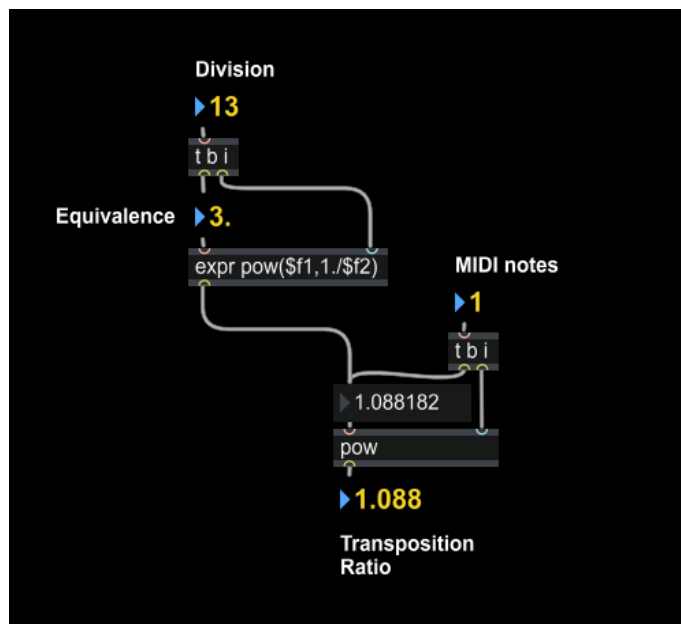 Division
13
t b i
Equivalence
3.
expr pow($f1,1./$f2)
MIDI notes
1
t b i
1.088182
pow
1.088
Transposition
Ratio